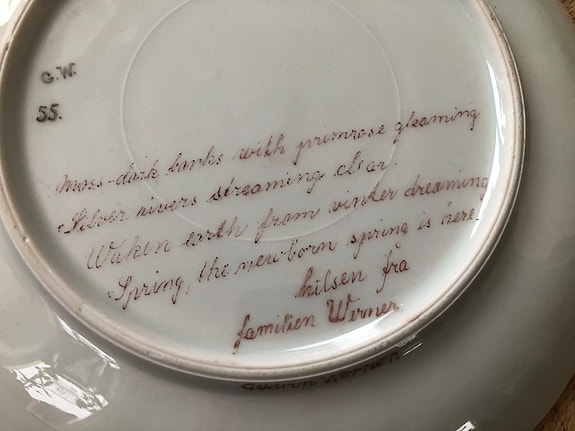 G.W.
55.
Moss-dark banks with primrose gleaming
Silver rivers streaming clear.
Waken earth from vinter dreaming
Spring, the new-born spring is here.
hilsen fra
familien Werner.